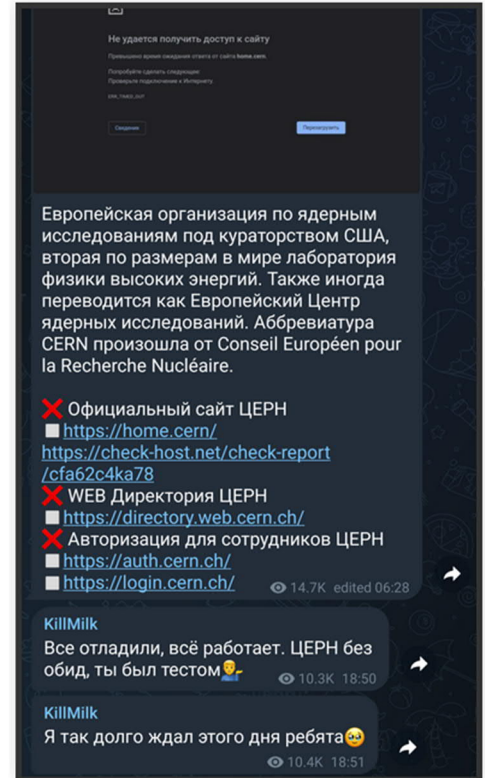 Не удается получить доступ к сайту
Превышено время ожидания ответа от сайта home.cern.
Попробуйте сделать следующее:
Проверьте подключение к Интернету
ERR_TIMED_OUT
Сведения
Перезагрузить
Европейская организация по ядерным
исследованиям под кураторством США,
вторая по размерам в мире лаборатория
физики высоких энергий. Также иногда
переводится как Европейский Центр
ядерных исследований. Аббревиатура
CERN произошла от Conseil Européen pour
la Recherche Nucléaire.
❌ Официальный сайт ЦЕРН
https://home.cern/
https://check-host.net/check-report
/cfa62c4ka78
❌ WEB Директория ЦЕРН
https://directory.web.cern.ch/
❌ Авторизация для сотрудников ЦЕРН
https://auth.cern.ch/
https://login.cern.ch/ 14.7K edited 06:28
KillMilk
Все отладили, всё работает. ЦЕРН без
обид, ты был тестом 10.3K 18:50
KillMilk
Я так долго ждал этого дня ребята🥹
10.4K 18:51